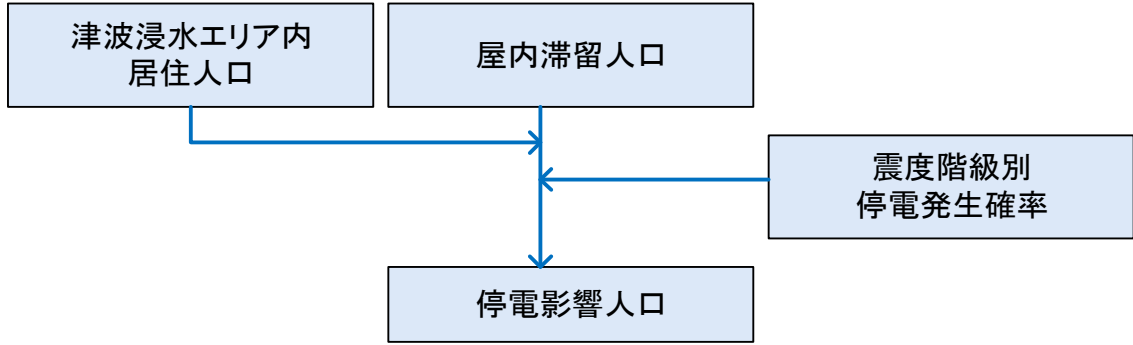 津波浸水エリア内
居住人口
屋内滞留人口
震度階級別
停電発生確率
停電影響人口